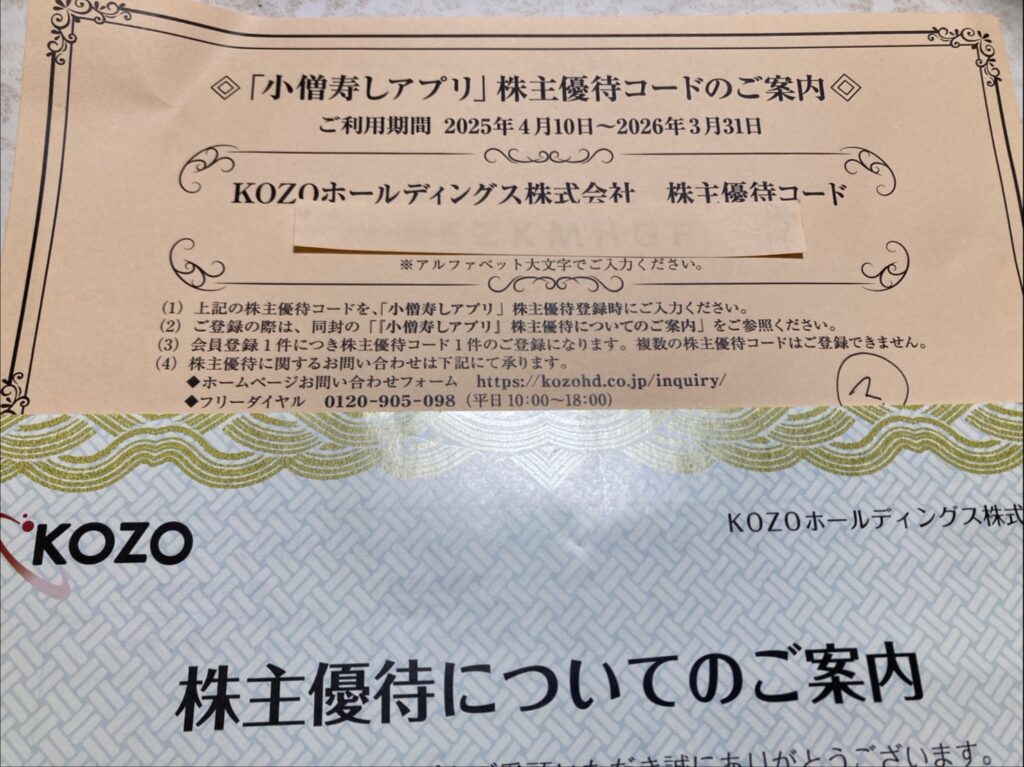 「小僧寿しアプリ」株主優待コードのご案内
ご利用期間 2025年4月10日～2026年3月31日
KOZOホールディングス株式会社 株主優待コード
※アルファベット大文字でご入力ください。
(1) 上記の株主優待コードを、「小僧寿しアプリ」株主優待登録時にご入力ください。
(2) ご登録の際は、同封の「『小僧寿しアプリ』株主優待についてのご案内」をご参照ください。
(3) 会員登録1件につき株主優待コード1件のご登録になります。複数の株主優待コードはご登録できません。
(4) 株主優待に関するお問い合わせは下記にて承ります。
◆ホームページお問い合わせフォーム https://kozohd.co.jp/inquiry/
◆フリーダイヤル 0120-905-098（平日 10:00～18:00）
2
KOZO
KOZOホールディングス株式
株主優待についてのご案内
誠にありがとうございます。